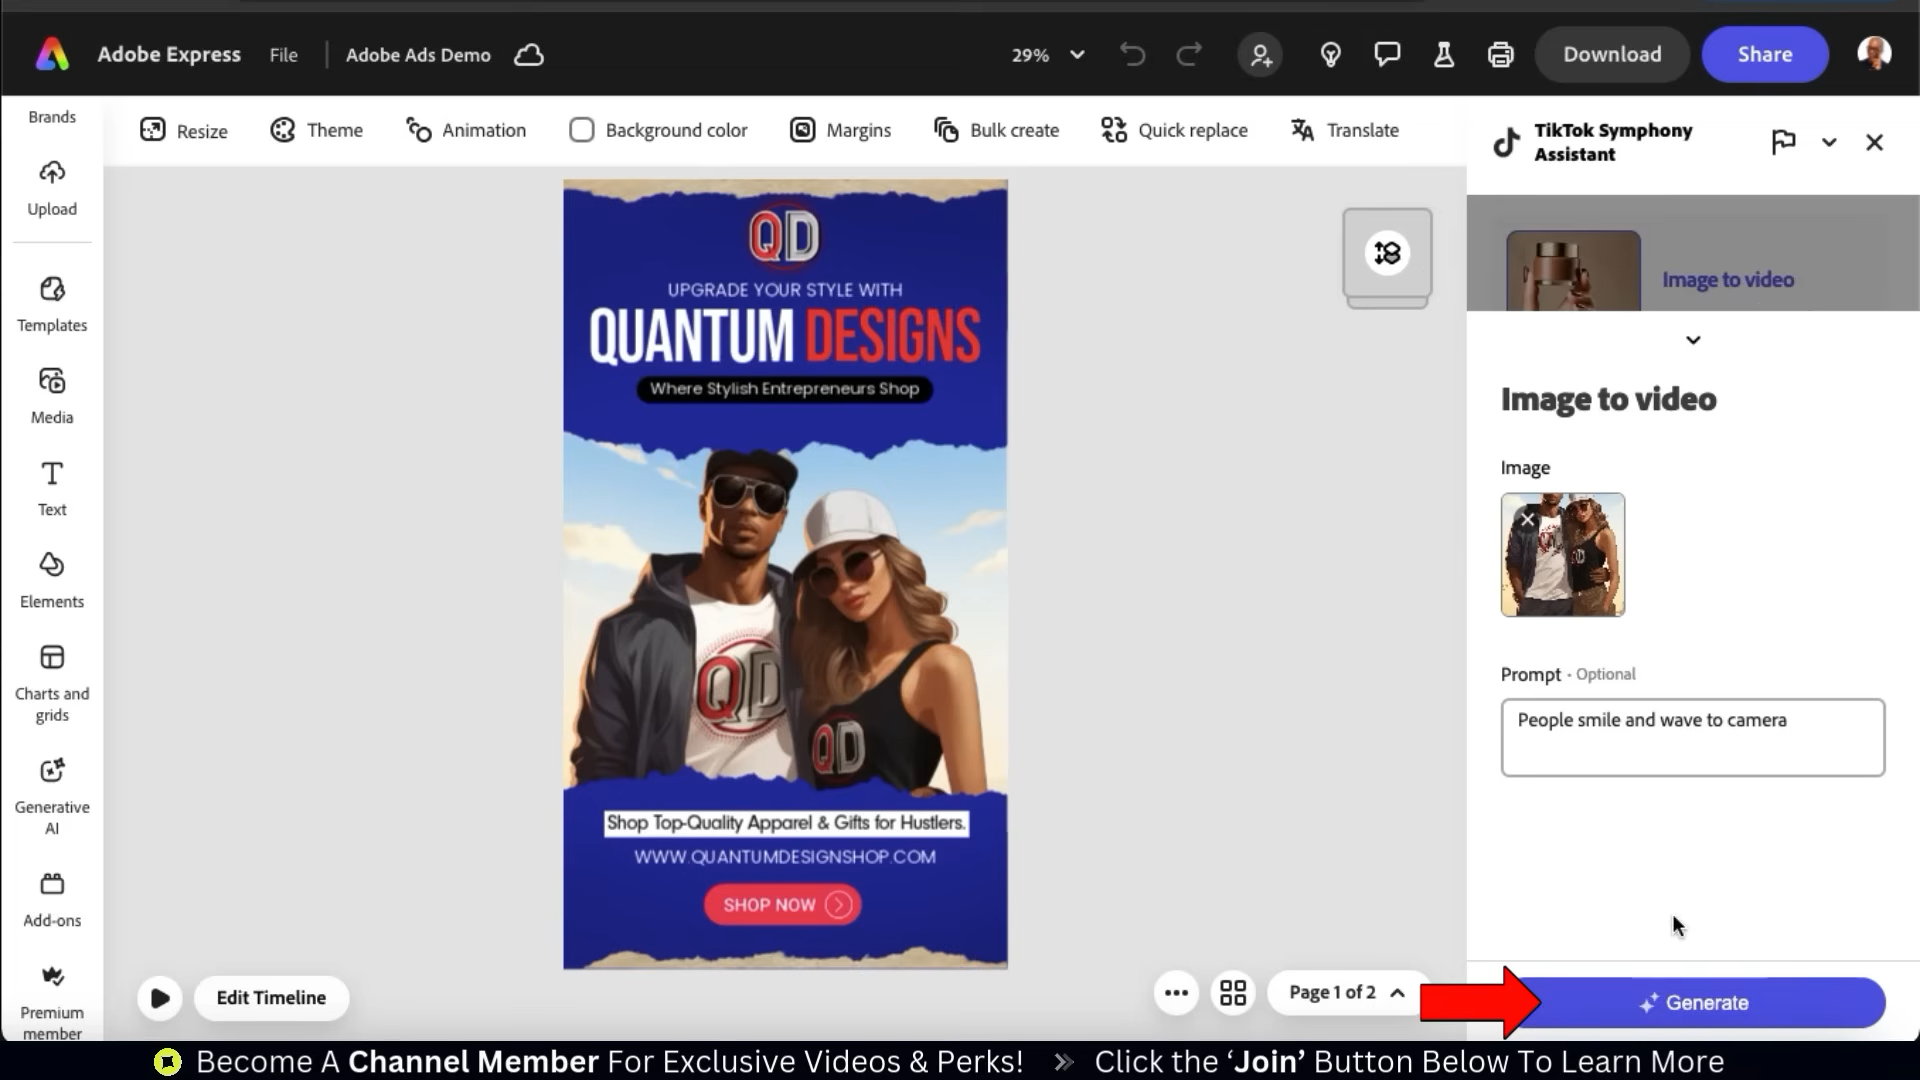 Adobe Express File Adobe Ads Demo 29% Download Share
Brands
Upload
Templates
Media
Text
Elements
Charts and
grids
Generative
AI
Add-ons
Premium
member
Resize Theme Animation Background color Margins Bulk create Quick replace Translate
QD
UPGRADE YOUR STYLE WITH
QUANTUM DESIGNS
Where Stylish Entrepreneurs Shop
QD
QD
Shop Top-Quality Apparel & Gifts for Hustlers.
WWW.QUANTUMDESIGNSHOP.COM
SHOP NOW
Edit Timeline
Page 1 of 2
TikTok Symphony
Assistant
Image to video
Image to video
Image
QD
Prompt - Optional
People smile and wave to camera
Generate
Become A Channel Member For Exclusive Videos & Perks! Click the ‘Join’ Button Below To Learn More